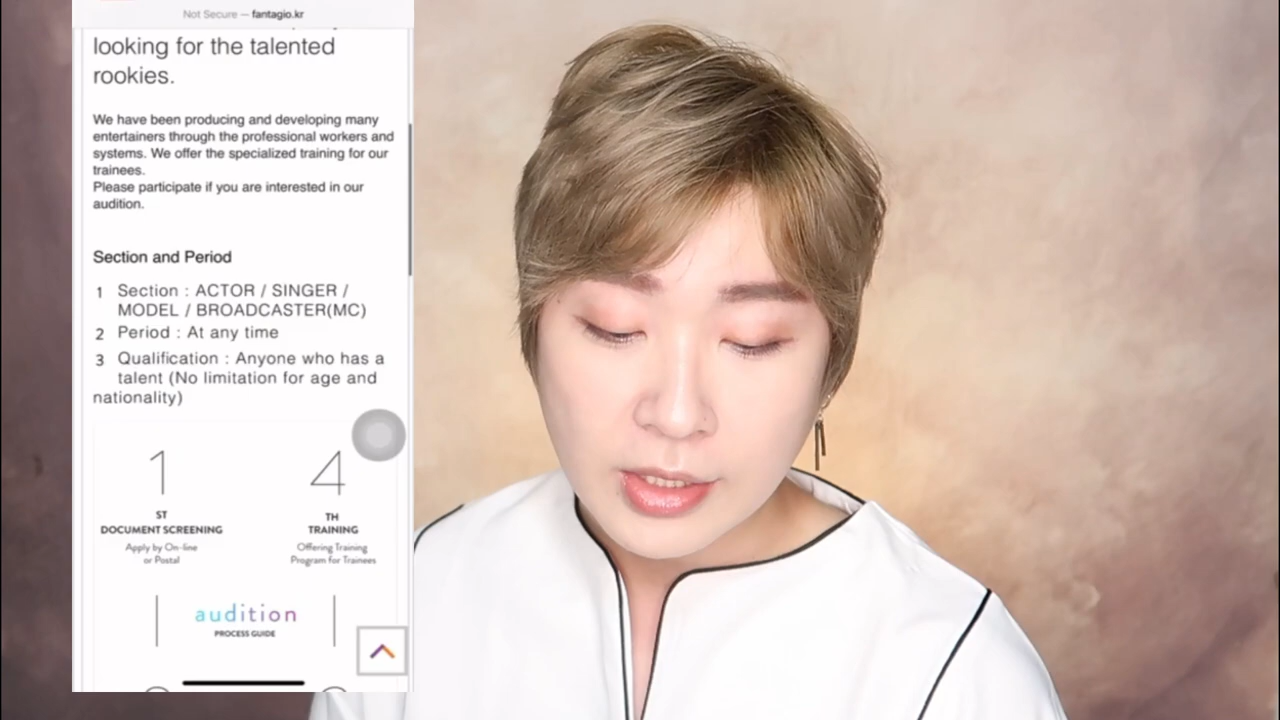 Not Secure — fantagio.kr
looking for the talented
rookies.
We have been producing and developing many
entertainers through the professional workers and
systems. We offer the specialized training for our
trainees.
Please participate if you are interested in our
audition.
Section and Period
1 Section : ACTOR / SINGER /
MODEL / BROADCASTER(MC)
2 Period : At any time
3 Qualification : Anyone who has a
talent (No limitation for age and
nationality)
1
ST
DOCUMENT SCREENING
Apply by On-line
or Postal
4
TH
TRAINING
Offering Training
Program for Trainees
audition
PROCESS GUIDE